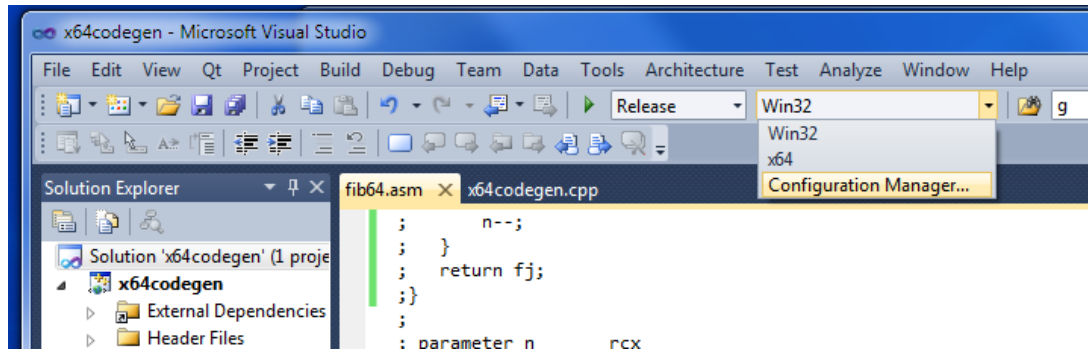 x64codegen - Microsoft Visual Studio
File Edit View Qt Project Build Debug Team Data Tools Architecture Test Analyze Window Help
Release Win32 g
Win32
x64
Configuration Manager...
Solution Explorer
fib64.asm x64codegen.cpp
Solution 'x64codegen' (1 proje
x64codegen
External Dependencies
Header Files
; n--;
; }
; return fj;
;}
;
; parameter n rcx